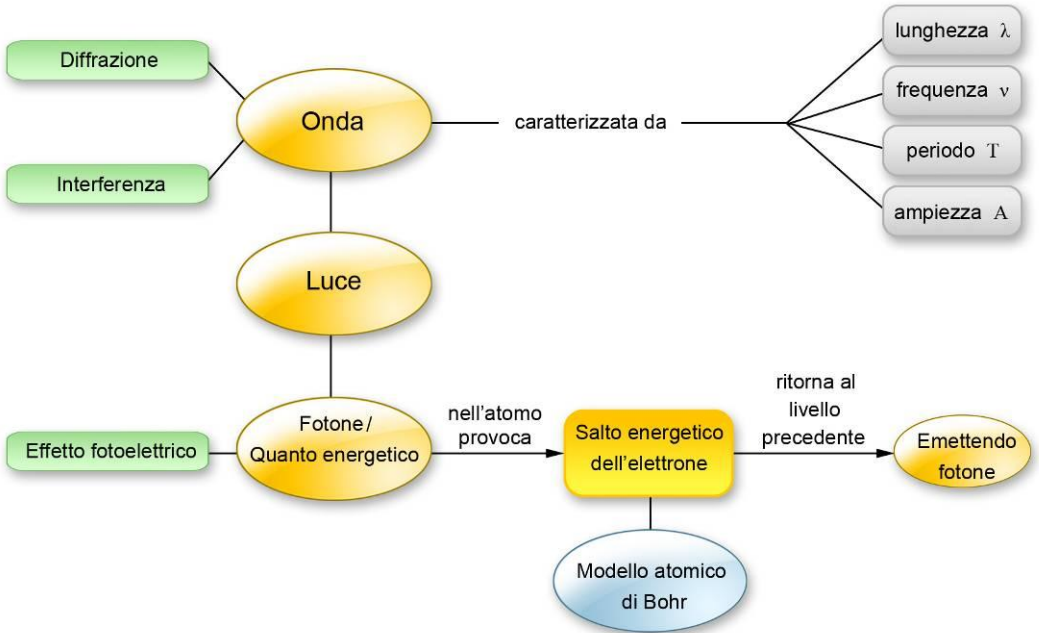 Diffrazione
Interferenza
Onda
caratterizzata da
lunghezza λ
frequenza ν
periodo T
ampiezza A
Luce
Effetto fotoelettrico
Fotone/
Quanto energetico
nell'atomo
provoca
Salto energetico
dell'elettrone
ritorna al
livello
precedente
Emettendo
fotone
Modello atomico
di Bohr